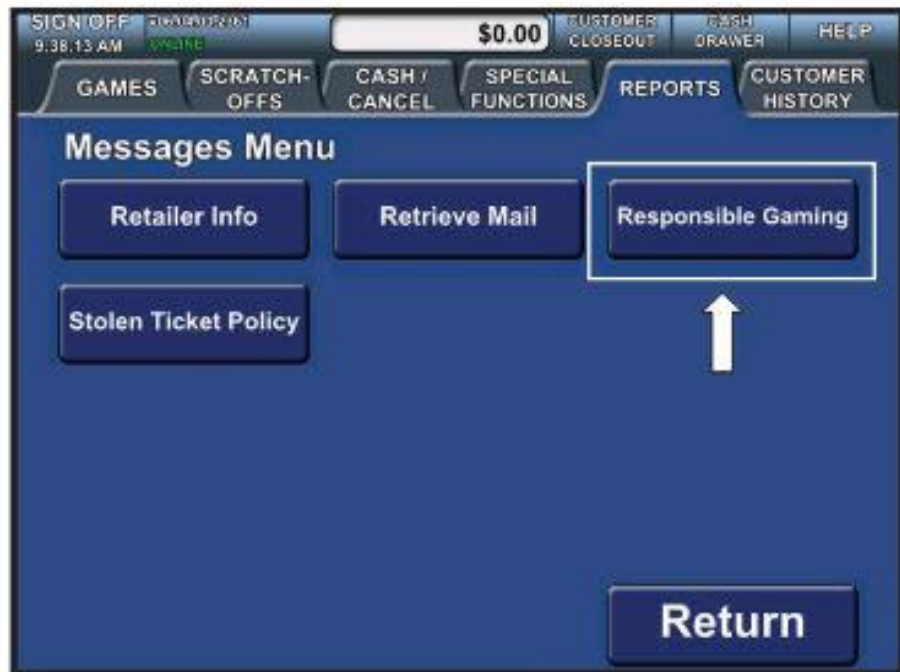 SIGN OFF
9.38.13 AM
ONLINE
$0.00
CUSTOMER
CLOSEOUT
CASH
DRAWER
HELP
GAMES
SCRATCH-
OFFS
CASH /
CANCEL
SPECIAL
FUNCTIONS
REPORTS
CUSTOMER
HISTORY
Messages Menu
Retailer Info
Retrieve Mail
Responsible Gaming
Stolen Ticket Policy
Return